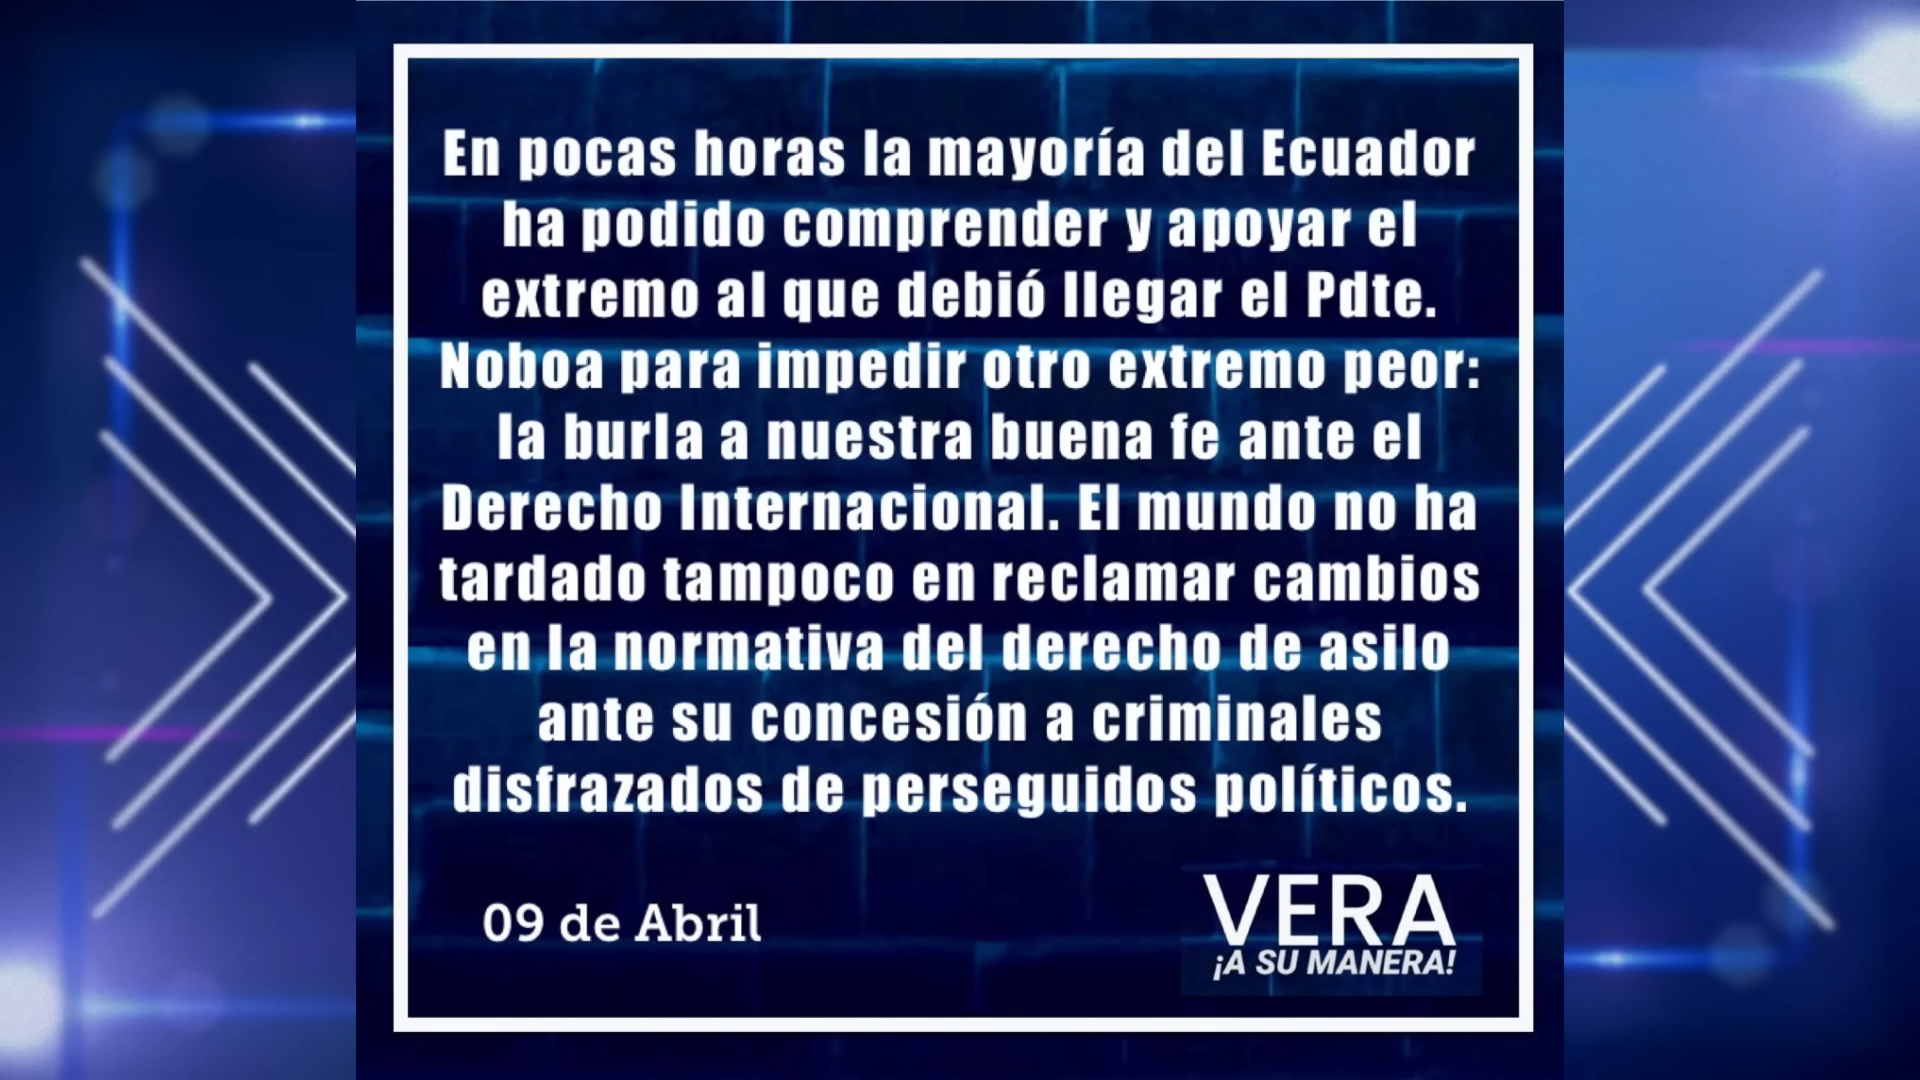 En pocas horas la mayoría del Ecuador
ha podido comprender y apoyar el
extremo al que debió llegar el Pdte.
Noboa para impedir otro extremo peor:
la burla a nuestra buena fe ante el
Derecho Internacional. El mundo no ha
tardado tampoco en reclamar cambios
en la normativa del derecho de asilo
ante su concesión a criminales
disfrazados de perseguidos políticos.
09 de Abril
VERA
¡A SU MANERA!